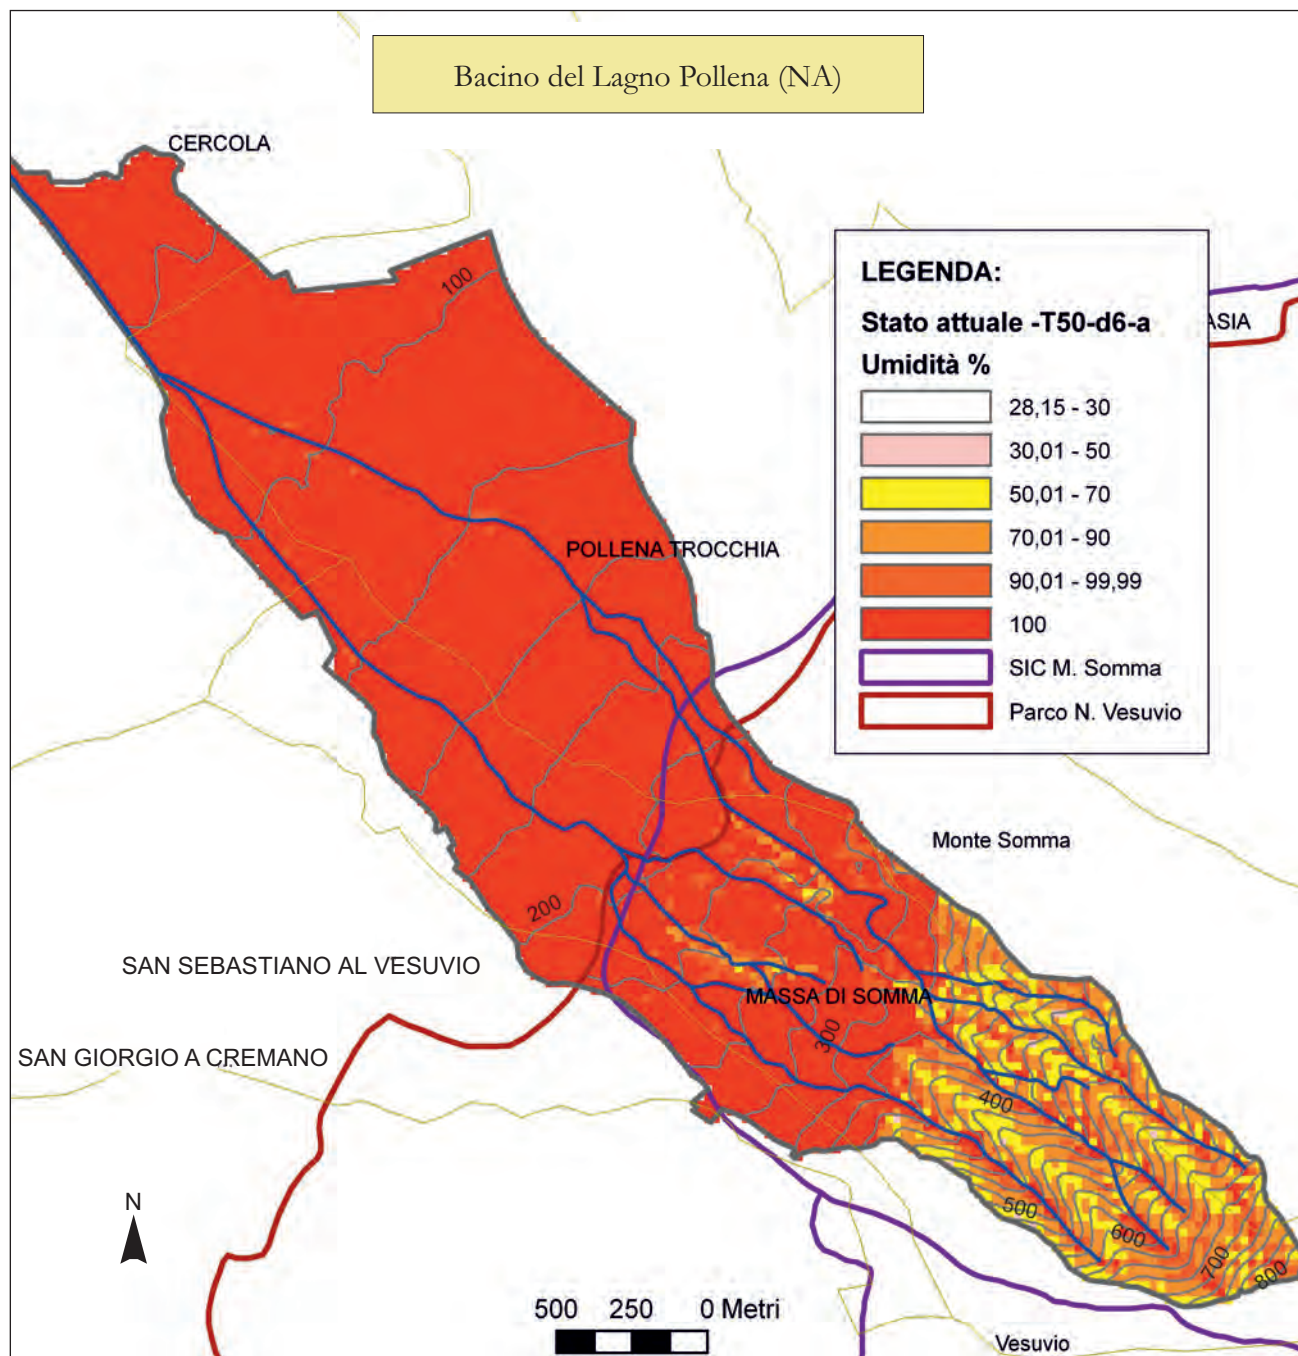 Bacino del Lagno Pollena (NA)
CERCOLA
100
LEGENDA:
Stato attuale -T50-d6-a
ASIA
Umidità %
28,15 - 30
30,01 - 50
50,01 - 70
70,01 - 90
90,01 - 99,99
100
SIC M. Somma
Parco N. Vesuvio
POLLENA TROCCHIA
Monte Somma
200
SAN SEBASTIANO AL VESUVIO
MASSA DI SOMMA
300
SAN GIORGIO A CREMANO
400
500
600
700
800
N
500 250 0 Metri
Vesuvio